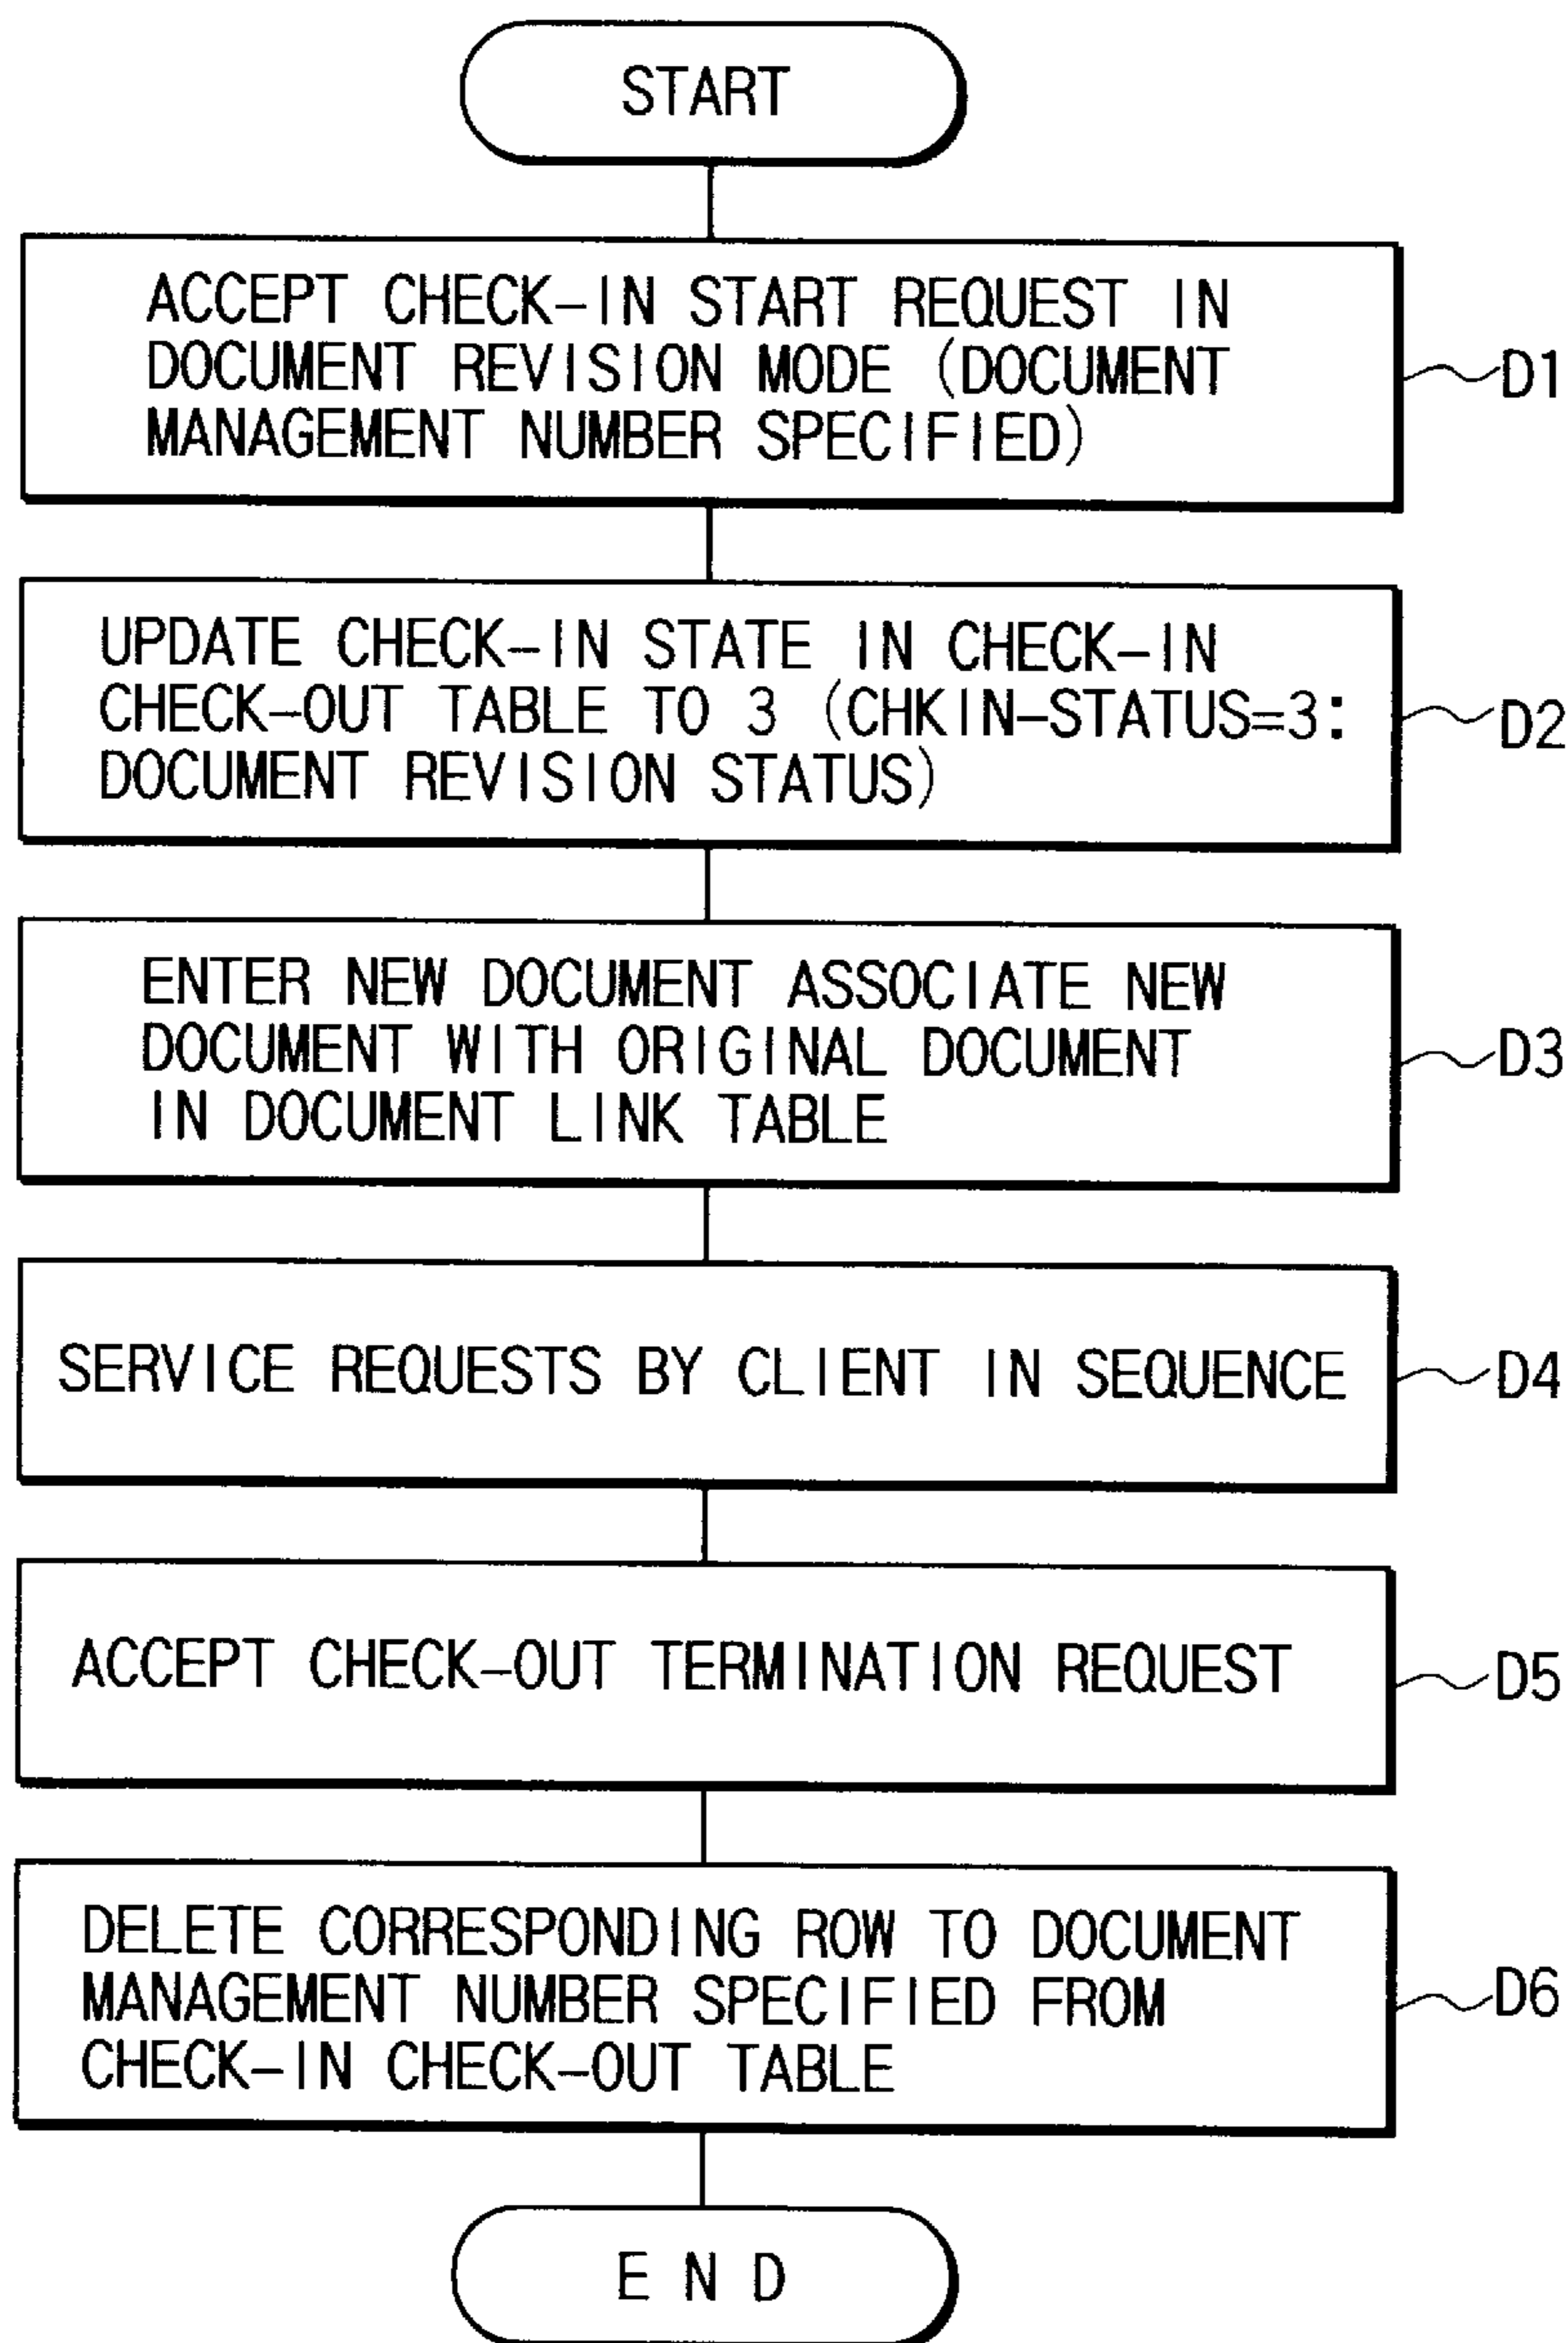 START
ACCEPT CHECK-IN START REQUEST IN
DOCUMENT REVISION MODE (DOCUMENT
MANAGEMENT NUMBER SPECIFIED)
D1
UPDATE CHECK-IN STATE IN CHECK-IN
CHECK-OUT TABLE TO 3 (CHKIN-STATUS=3:
DOCUMENT REVISION STATUS)
D2
ENTER NEW DOCUMENT ASSOCIATE NEW
DOCUMENT WITH ORIGINAL DOCUMENT
IN DOCUMENT LINK TABLE
D3
SERVICE REQUESTS BY CLIENT IN SEQUENCE
D4
ACCEPT CHECK-OUT TERMINATION REQUEST
D5
DELETE CORRESPONDING ROW TO DOCUMENT
MANAGEMENT NUMBER SPECIFIED FROM
CHECK-IN CHECK-OUT TABLE
D6
END